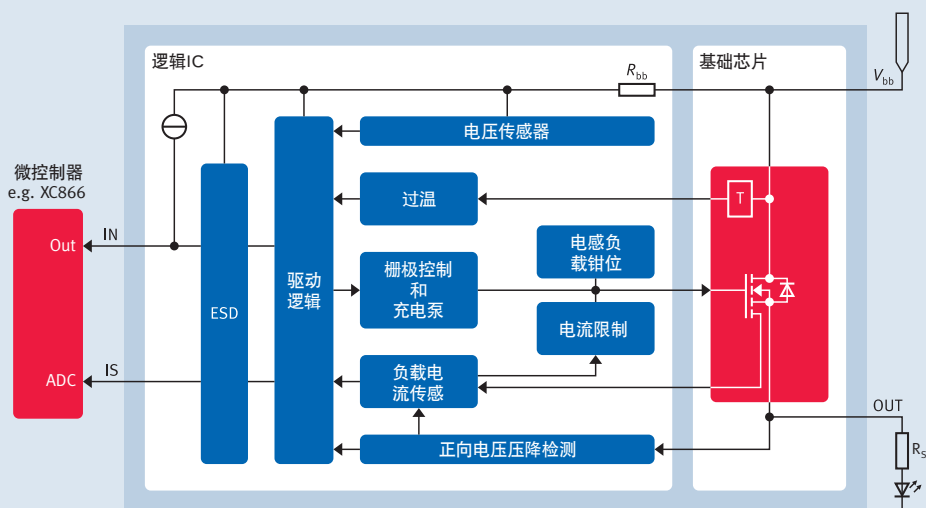 逻辑IC
基础芯片
Rbb
Vbb
电压传感器
微控制器
e.g. XC866
过温
T
Out
IN
电感负
载钳位
驱动
逻辑
栅极控制
和
充电泵
ESD
电流限制
ADC
IS
负载电
流传感
OUT
正向电压压降检测
RS